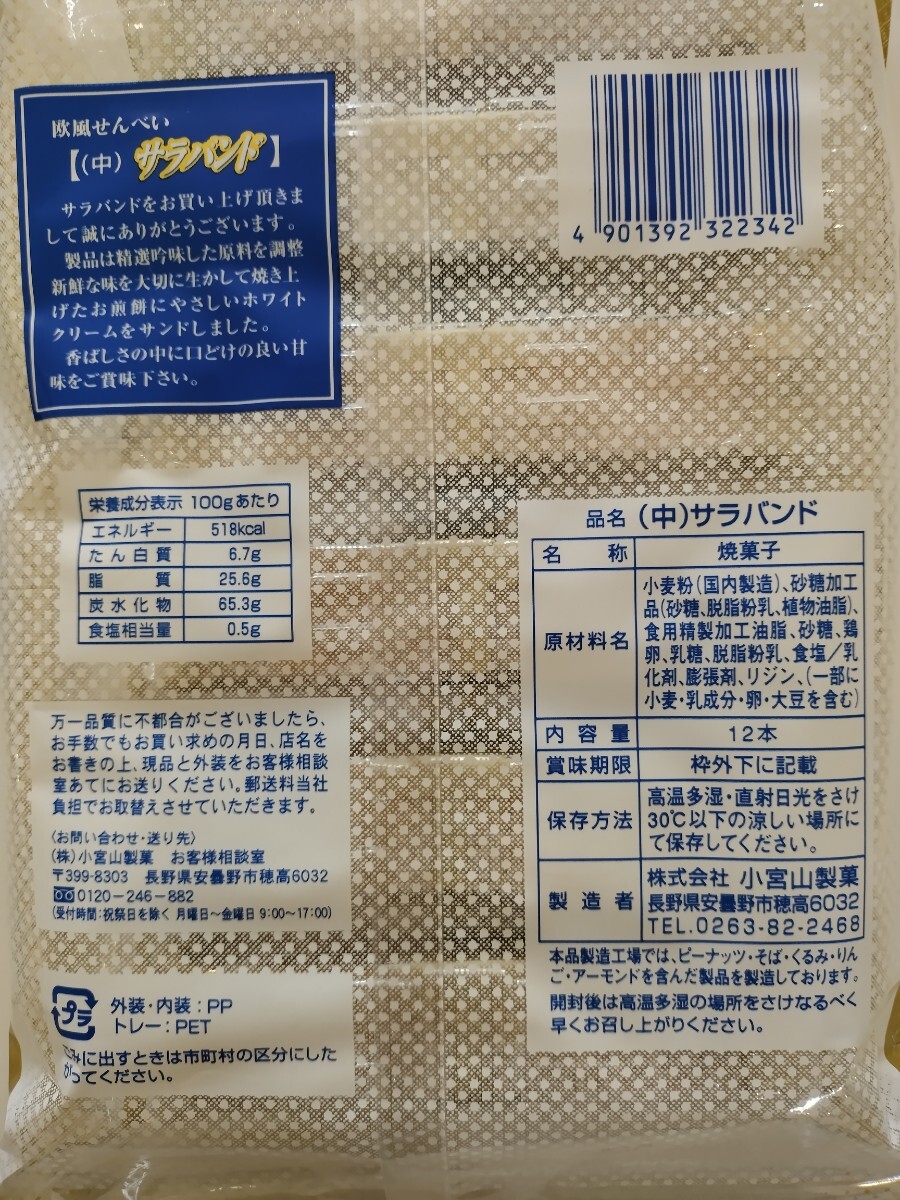 欧風せんべい
【(中) サラバンド】
サラバンドをお買い上げ頂きま
して誠にありがとうございます。
製品は精選吟味した原料を調整
新鮮な味を大切に生かして焼き上
げたお煎餅にやさしいホワイト
クリームをサンドしました。
香ばしさの中に口どけの良い甘
味をご賞味下さい。
4 901392 322342
栄養成分表示 100gあたり
エネルギー 518kcal
たん白質 6.7g
脂質 25.6g
炭水化物 65.3g
食塩相当量 0.5g
万一品質に不都合がございましたら、
お手数でもお買い求めの月日、店名を
お書きの上、現品と外装をお客様相談
室あてにお送りください。郵送料当社
負担でお取替えさせていただきます。
〈お問い合わせ・送り先〉
(株)小宮山製菓 お客様相談室
〒399-8303 長野県安曇野市穂高6032
0120-246-882
(受付時間:祝祭日を除く 月曜日〜金曜日 9:00〜17:00)
プラ
外装・内装：PP
トレー：PET
ごみに出すときは市町村の区分にした
がってください。
品名 (中)サラバンド
名称 焼菓子
原材料名 小麦粉(国内製造)、砂糖加工
品(砂糖、脱脂粉乳、植物油脂)、
食用精製加工油脂、砂糖、鶏
卵、乳糖、脱脂粉乳、食塩／乳
化剤、膨張剤、リジン、(一部に
小麦・乳成分・卵・大豆を含む)
内容量 12本
賞味期限 枠外下に記載
保存方法 高温多湿・直射日光をさけ
30℃以下の涼しい場所に
て保存してください。
製造者 株式会社 小宮山製菓
長野県安曇野市穂高6032
TEL.0263-82-2468
本品製造工場では、ピーナッツ・そば・くるみ・りん
ご・アーモンドを含んだ製品を製造しております。
開封後は高温多湿の場所をさけなるべく
早くお召し上がりください。